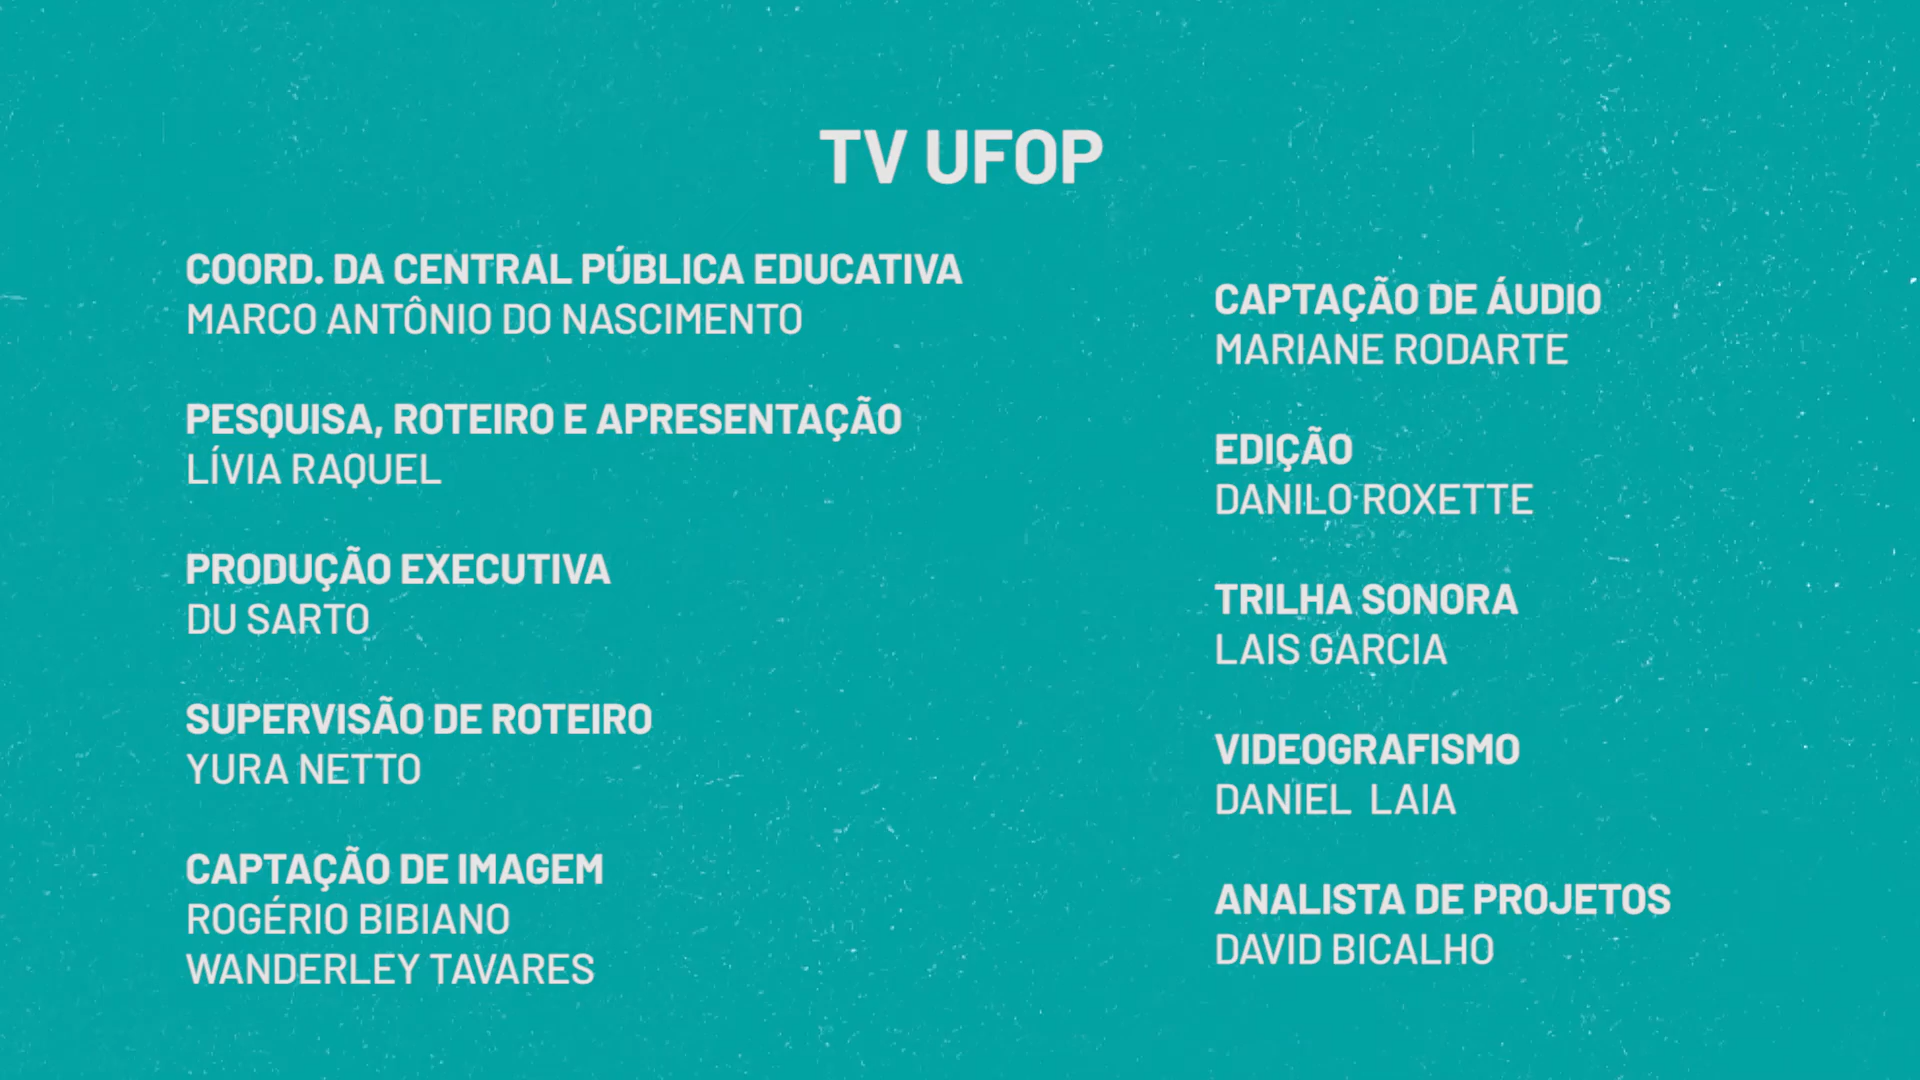 TV UFOP
COORD. DA CENTRAL PÚBLICA EDUCATIVA
MARCO ANTÔNIO DO NASCIMENTO
PESQUISA, ROTEIRO E APRESENTAÇÃO
LÍVIA RAQUEL
PRODUÇÃO EXECUTIVA
DU SARTO
SUPERVISÃO DE ROTEIRO
YURA NETTO
CAPTAÇÃO DE IMAGEM
ROGÉRIO BIBIANO
WANDERLEY TAVARES
CAPTAÇÃO DE ÁUDIO
MARIANE RODARTE
EDIÇÃO
DANILO ROXETTE
TRILHA SONORA
LAIS GARCIA
VIDEOGRAFISMO
DANIEL  LAIA
ANALISTA DE PROJETOS
DAVID BICALHO